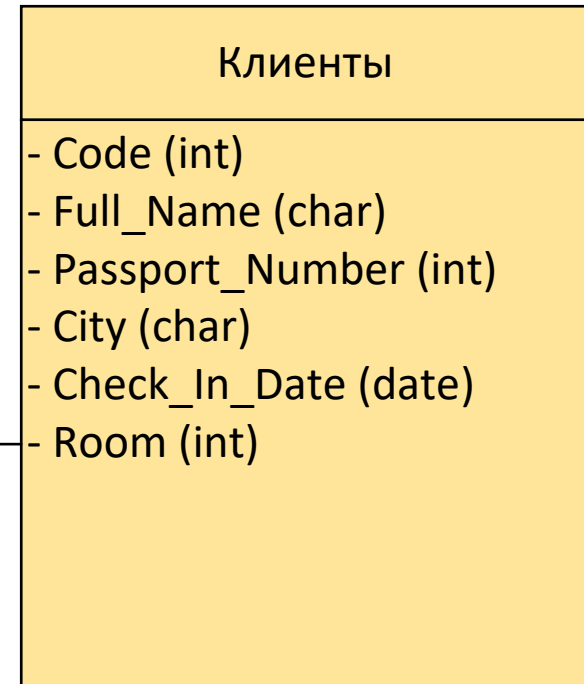 Клиенты
- Code (int)
- Full_Name (char)
- Passport_Number (int)
- City (char)
- Check_In_Date (date)
- Room (int)